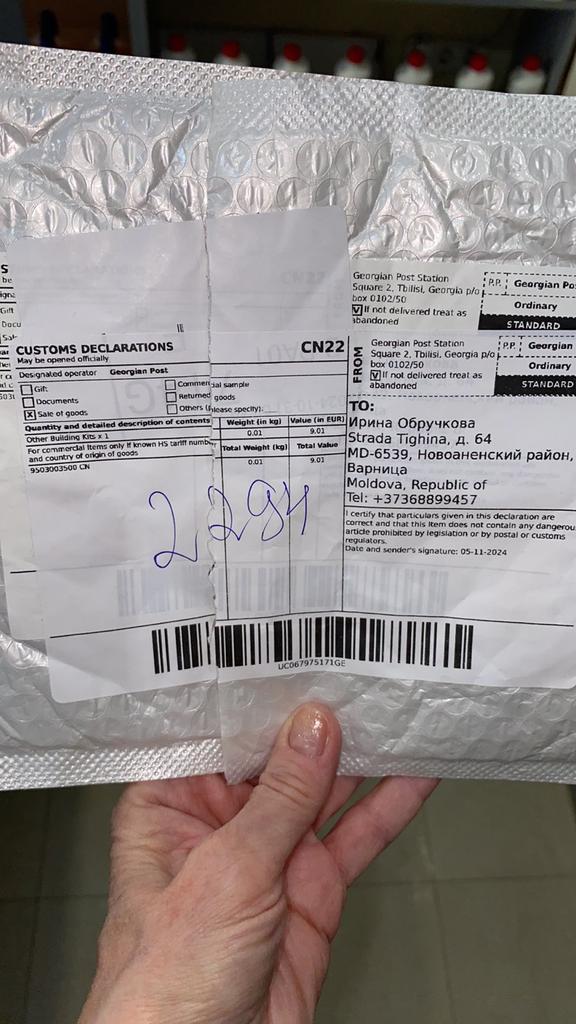 Georgian Post Station
Square 2, Tbilisi, Georgia p/o
box 0102/50
If not delivered treat as
abandoned
P.P.
Georgian
Ordinary
STANDARD
CUSTOMS DECLARATIONS
May be opened officially
CN22
Designated operator Georgian Post
Gift
Documents
Sale of goods
Commercial sample
Returned goods
Others (please specify):
Quantity and detailed description of contents
Other Building Kits x 1
For commercial items only If known HS tariff number
and country of origin of goods
9503003500 CN
Weight (in kg) Value (in EUR)
0.01 9.01
Total Weight (kg) Total Value
0.01 9.01
2294
FROM
Georgian Post Station
Square 2, Tbilisi, Georgia p/o
box 0102/50
If not delivered treat as
abandoned
P.P.
Georgian
Ordinary
STANDARD
TO:
Ирина Обручкова
Strada Tighina, д. 64
MD-6539, Новоаненский район,
Варница
Moldova, Republic of
Tel: +37368899457
I certify that particulars given in this declaration are
correct and that this item does not contain any dangerous
article prohibited by legislation or by postal or customs
regulators.
Date and sender's signature: 05-11-2024
UC067975171GE